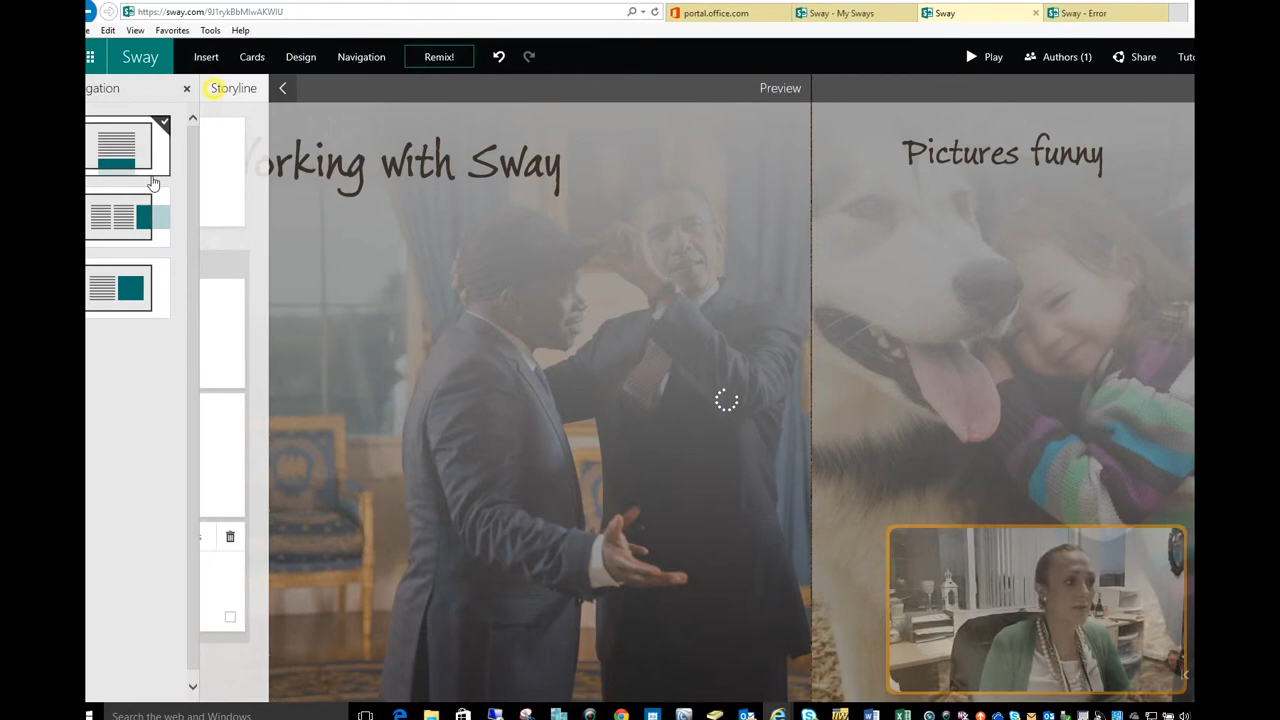 https://sway.com/9J1rykBbMlwAKWIU
portal.office.com
Sway - My Sways
Sway
Sway - Error
Edit View Favorites Tools Help
Sway Insert Cards Design Navigation Remix! Play Authors (1) Share Tuto
gation Storyline Preview
orking with Sway
Pictures funny
Search the web and Windows